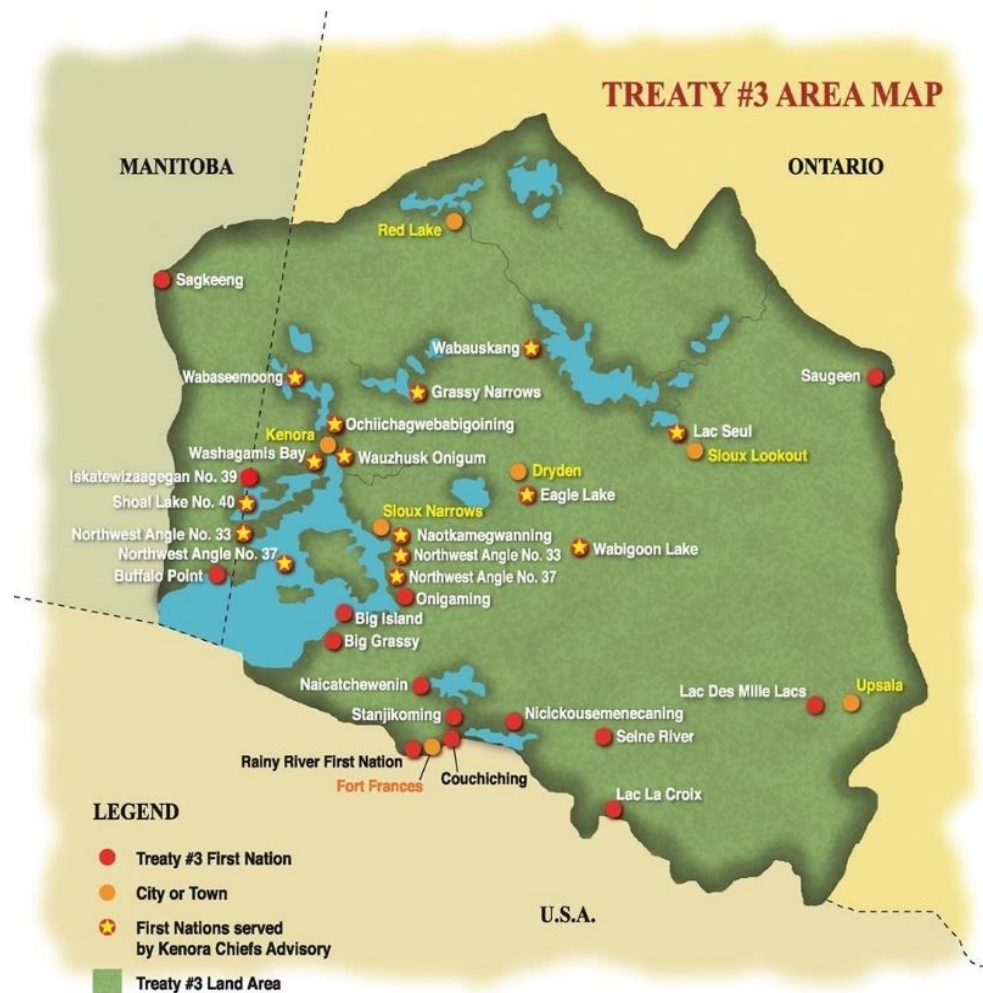 TREATY #3 AREA MAP
MANITOBA
ONTARIO
Red Lake
Sagkeeng
Wabauskang
Wabaseemoong
Saugeen
Grassy Narrows
Ochiichagwebabigoining
Kenora
Lac Seul
Washagamis Bay
Wauzhusk Onigum
Sioux Lookout
Iskatewizaagegan No. 39
Dryden
Shoal Lake No. 40
Eagle Lake
Sioux Narrows
Northwest Angle No. 33
Naotkamegwanning
Northwest Angle No. 37
Northwest Angle No. 33
Wabigoon Lake
Buffalo Point
Northwest Angle No. 37
Onigaming
Big Island
Big Grassy
Naicatchewenin
Lac Des Mille Lacs
Upsala
Stanjikoming
Nicickousemenecaning
Seine River
Rainy River First Nation
Couchiching
Fort Frances
Lac La Croix
LEGEND
Treaty #3 First Nation
City or Town
U.S.A.
First Nations served
by Kenora Chiefs Advisory
Treaty #3 Land Area